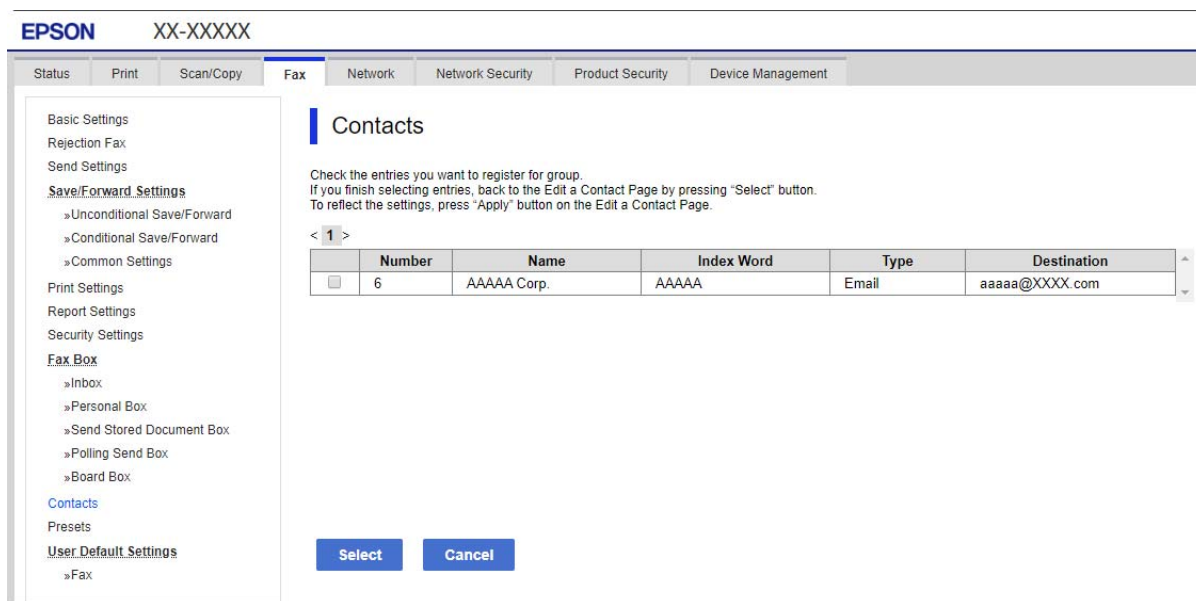 EPSON XX-XXXXX
Status Print Scan/Copy Fax Network Network Security Product Security Device Management
Basic Settings
Rejection Fax
Send Settings
Save/Forward Settings
»Unconditional Save/Forward
»Conditional Save/Forward
»Common Settings
Print Settings
Report Settings
Security Settings
Fax Box
»Inbox
»Personal Box
»Send Stored Document Box
»Polling Send Box
»Board Box
Contacts
Presets
User Default Settings
»Fax
Contacts
Check the entries you want to register for group.
If you finish selecting entries, back to the Edit a Contact Page by pressing “Select” button.
To reflect the settings, press “Apply” button on the Edit a Contact Page.
< 1 >
Number Name Index Word Type Destination
6 AAAAA Corp. AAAAA Email aaaaa@XXXX.com
Select Cancel